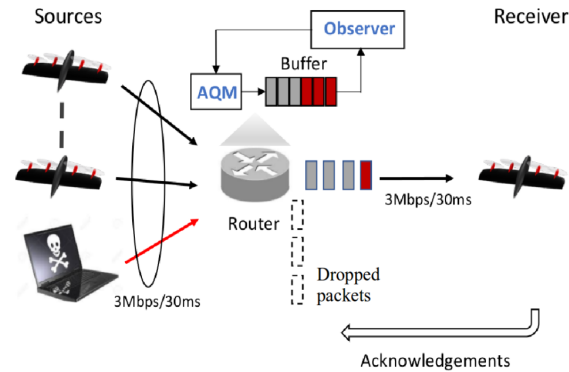 Sources
Receiver
Observer
Buffer
AQM
Router
3Mbps/30ms
3Mbps/30ms
Dropped
packets
Acknowledgements